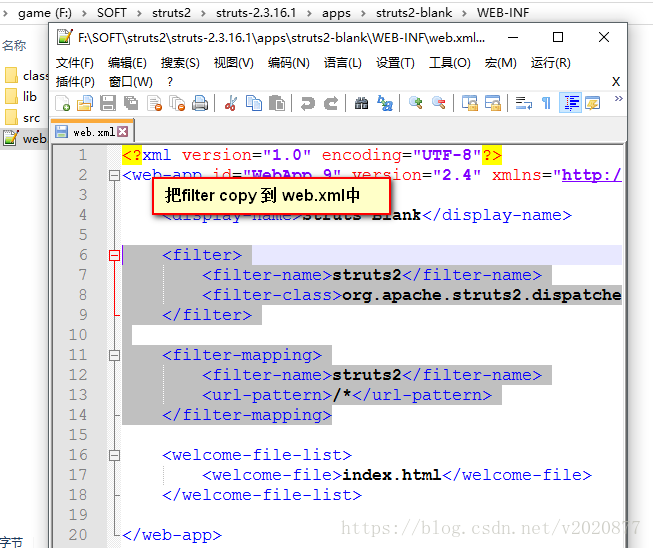 game (F:) › SOFT › struts2 › struts-2.3.16.1 › apps › struts2-blank › WEB-INF
名称
class
lib
src
web
字节
F:\SOFT\struts2\struts-2.3.16.1\apps\struts2-blank\WEB-INF\web.xml...
文件(F) 编辑(E) 搜索(S) 视图(V) 编码(N) 语言(L) 设置(T) 工具(O) 宏(M) 运行(R)
插件(P) 窗口(W) ? X
web.xml
把filter copy 到 web.xml中
1 <?xml version="1.0" encoding="UTF-8"?>
2 <web-app id="WebApp_9" version="2.4" xmlns="http:/
3
4 <display-name>Struts Blank</display-name>
5
6 <filter>
7 <filter-name>struts2</filter-name>
8 <filter-class>org.apache.struts2.dispatche
9 </filter>
10
11 <filter-mapping>
12 <filter-name>struts2</filter-name>
13 <url-pattern>/*</url-pattern>
14 </filter-mapping>
15
16 <welcome-file-list>
17 <welcome-file>index.html</welcome-file>
18 </welcome-file-list>
19
20 </web-app>
https://blog.csdn.net/v2020877